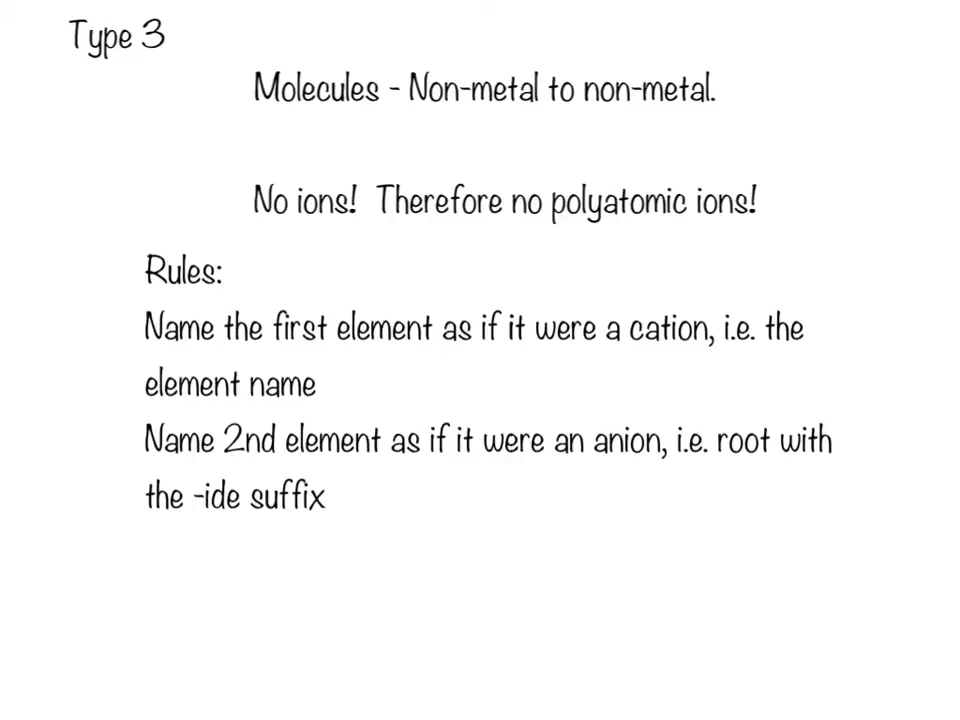 Type 3
Molecules - Non-metal to non-metal.
No ions!  Therefore no polyatomic ions!
Rules:
Name the first element as if it were a cation, i.e. the
element name
Name 2nd element as if it were an anion, i.e. root with
the -ide suffix